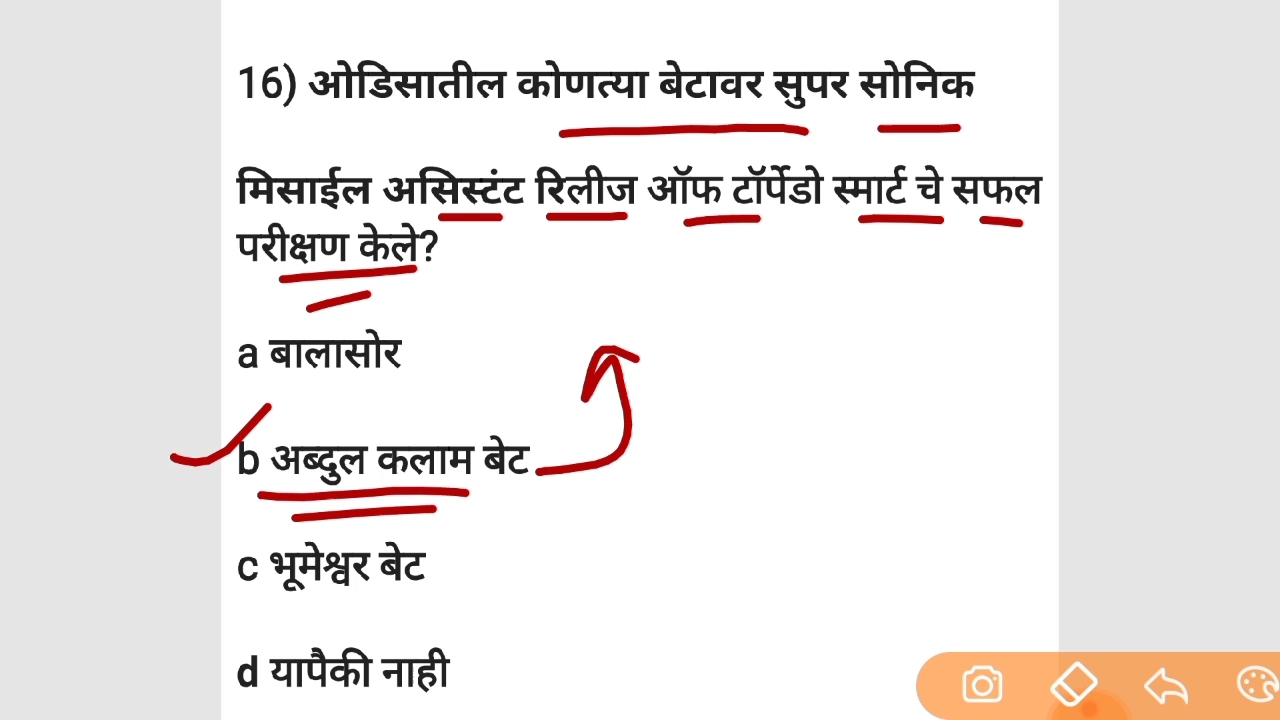 16) ओडिसातील कोणत्या बेटावर सुपर सोनिक
मिसाईल असिस्टंट रिलीज ऑफ टॉर्पेडो स्मार्ट चे सफल
परीक्षण केले?
a बालासोर
b अब्दुल कलाम बेट
c भूमेश्वर बेट
d यापैकी नाही